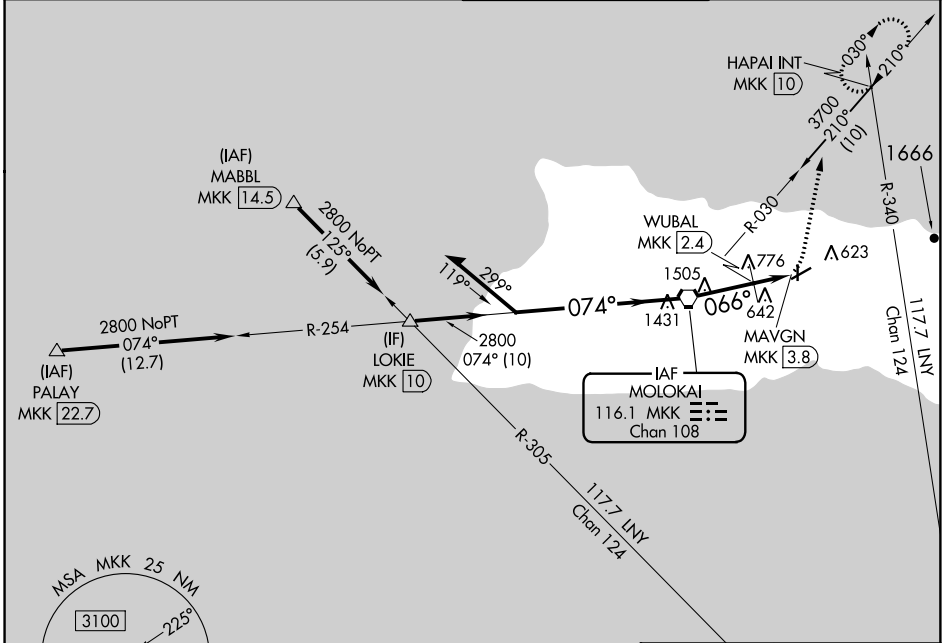 HAPAI INT
MKK 10
030°
210°
3700
210°
(10)
1666
(IAF)
MABBL
MKK 14.5
2800 NoPT
125°
(5.9)
R-030
R-340
WUBAL
MKK 2.4
776
623
299°
119°
1505
074°
066°
1431
642
2800 NoPT
074°
(12.7)
R-254
2800
074° (10)
MAVGN
MKK 3.8
(IAF)
PALAY
MKK 22.7
(IF)
LOKIE
MKK 10
IAF
MOLOKAI
116.1 MKK
Chan 108
117.7 LNY
Chan 124
R-305
117.7 LNY
Chan 124
MSA MKK 25 NM
3100
225°